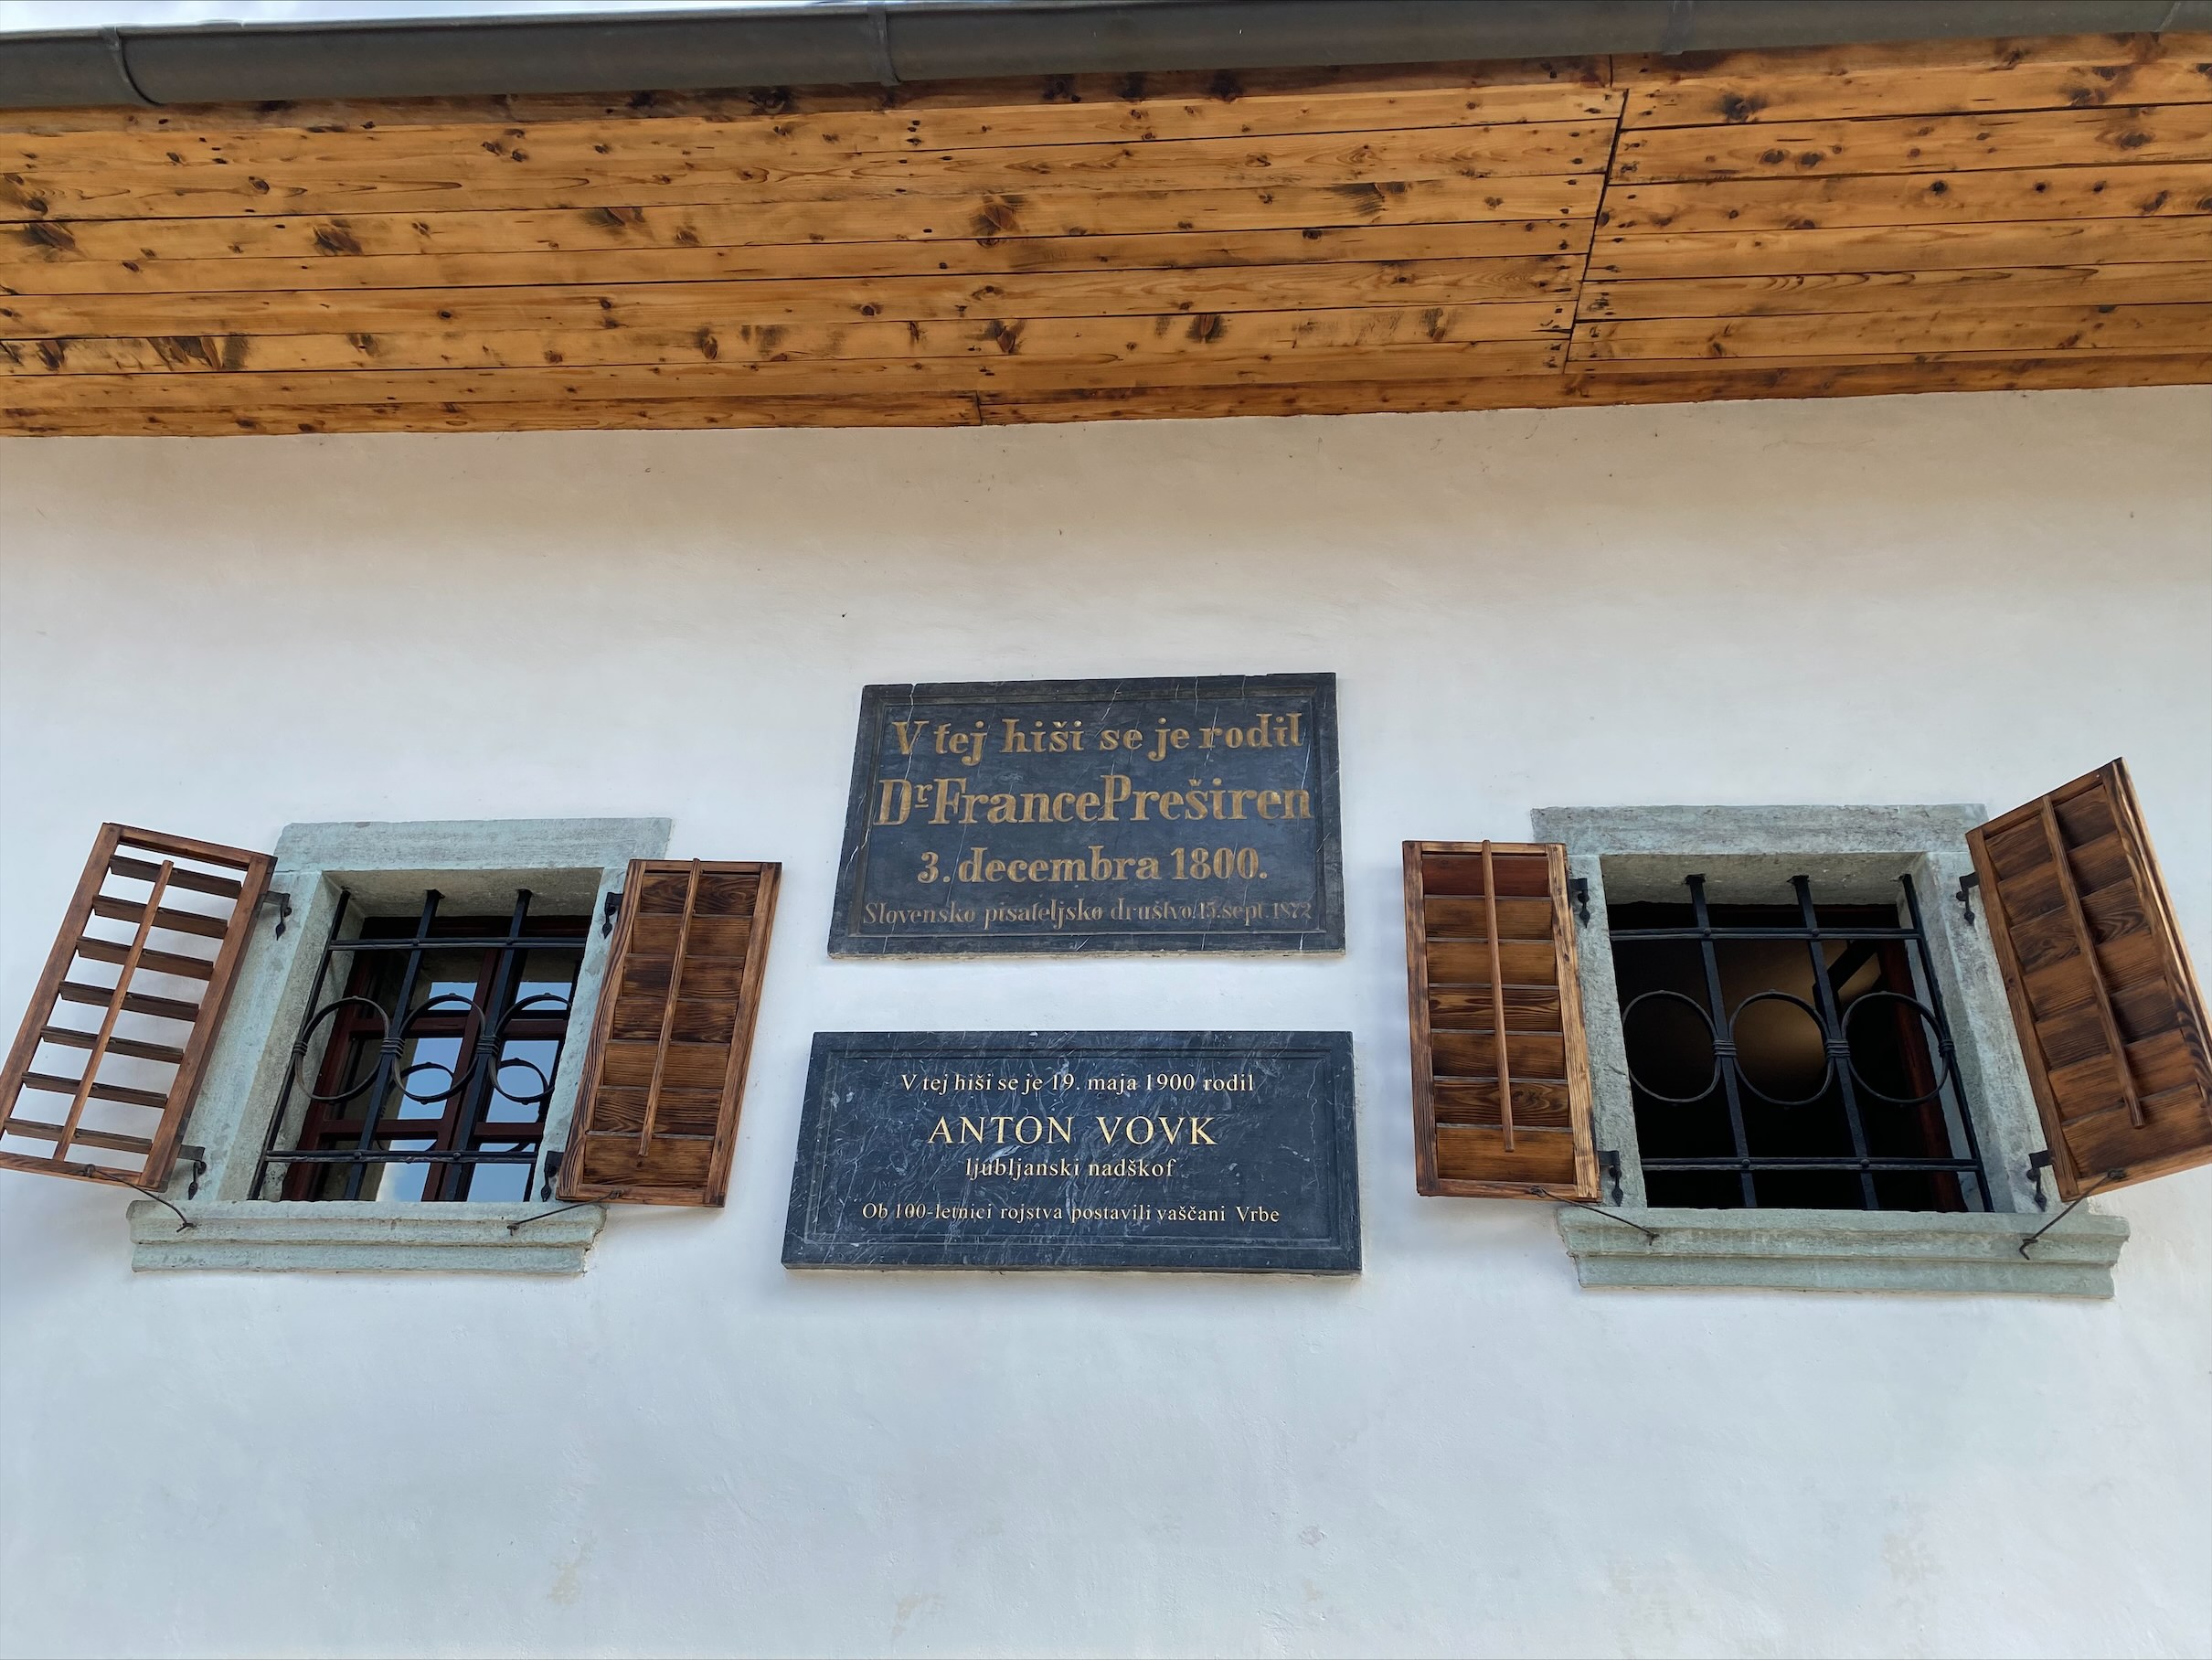 V tej hiši se je rodil
Dr France Preširen
3. decembra 1800.
Slovensko pisateljsko društvo. 15. sept. 1872
V tej hiši se je 19. maja 1900 rodil
ANTON VOVK
ljubljanski nadškof
Ob 100-letnici rojstva postavili vaščani Vrbe